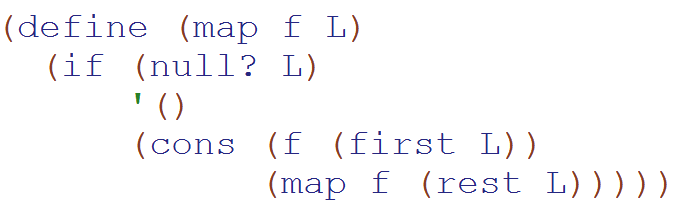 (define (map f L)
  (if (null? L)
      '()
      (cons (f (first L))
            (map f (rest L)))))